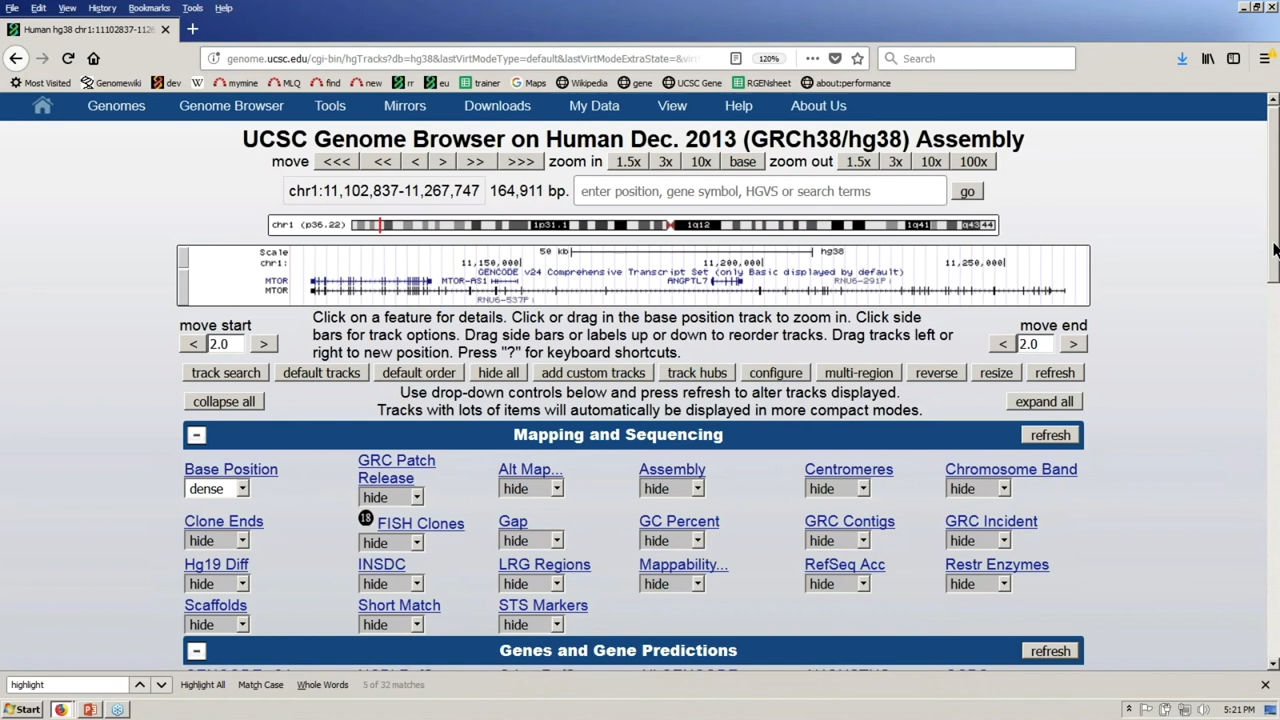 File Edit View History Bookmarks Tools Help
Human hg38 chr1:11102837-1126
genome.ucsc.edu/cgi-bin/hgTracks?db=hg38&lastVirtModeType=default&lastVirtModeExtraState=&virt 120% Search
Most Visited Genomewiki dev mymine MLQ find new rr eu trainer Maps Wikipedia gene UCSC Gene RGENsheet about:performance
Genomes Genome Browser Tools Mirrors Downloads My Data View Help About Us
UCSC Genome Browser on Human Dec. 2013 (GRCh38/hg38) Assembly
move <<< << < > >> >>> zoom in 1.5x 3x 10x base zoom out 1.5x 3x 10x 100x
chr1:11,102,837-11,267,747 164,911 bp. enter position, gene symbol, HGVS or search terms go
chr1 (p36.22) 1p31.1 1q12 1q41 q43 44
Scale 50 kb hg38
chr1: 11,150,000 11,200,000 11,250,000
GENCODE v24 Comprehensive Transcript Set (only Basic displayed by default)
MTOR MTOR-AS1 ANGPTL7 RNU6-291P
MTOR
RNU6-537P
move start Click on a feature for details. Click or drag in the base position track to zoom in. Click side move end
bars for track options. Drag side bars or labels up or down to reorder tracks. Drag tracks left or
< 2.0 > right to new position. Press "?" for keyboard shortcuts. < 2.0 >
track search default tracks default order hide all add custom tracks track hubs configure multi-region reverse resize refresh
Use drop-down controls below and press refresh to alter tracks displayed.
collapse all Tracks with lots of items will automatically be displayed in more compact modes. expand all
- Mapping and Sequencing refresh
Base Position GRC Patch Release Alt Map... Assembly Centromeres Chromosome Band
dense hide hide hide hide hide
Clone Ends 18 FISH Clones Gap GC Percent GRC Contigs GRC Incident
hide hide hide hide hide hide
Hg19 Diff INSDC LRG Regions Mappability... RefSeq Acc Restr Enzymes
hide hide hide hide hide hide
Scaffolds Short Match STS Markers
hide hide hide
- Genes and Gene Predictions refresh
highlight Highlight All Match Case Whole Words 5 of 32 matches
Start 5:21 PM